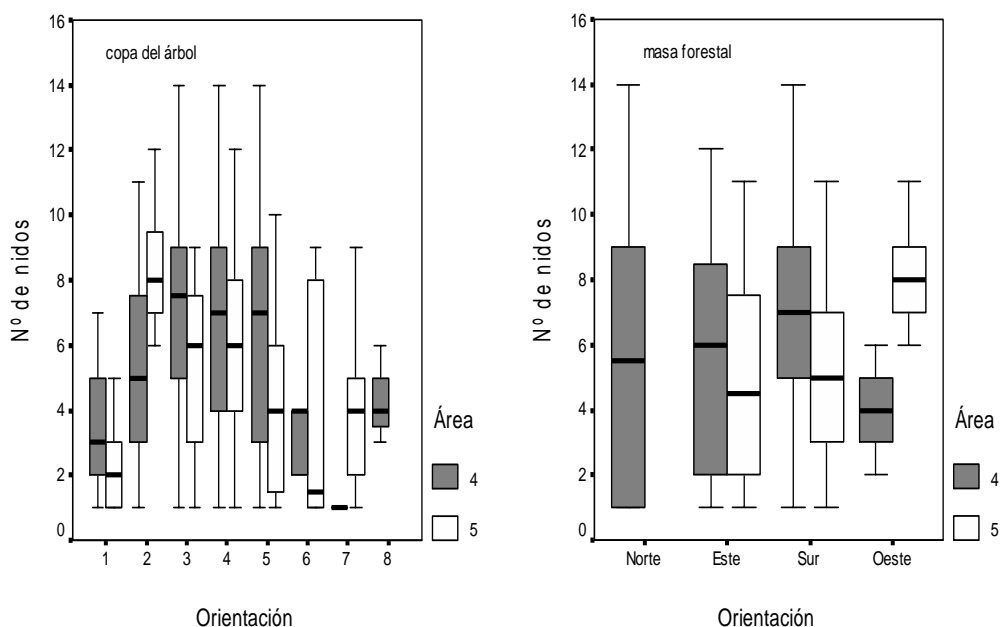 copa del árbol
Nº de nidos
16
14
12
10
8
6
4
2
0
1 2 3 4 5 6 7 8
Orientación
Área
4
5
masa forestal
Nº de nidos
16
14
12
10
8
6
4
2
0
Norte Este Sur Oeste
Orientación
Área
4
5